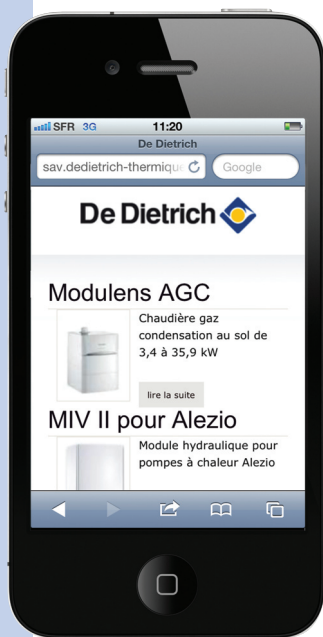 SFR 3G 11:20
De Dietrich
sav.dedietrich-thermiqu Google
De Dietrich
Modulens AGC
Chaudière gaz
condensation au sol de
3,4 à 35,9 kW
lire la suite
MIV II pour Alezio
Module hydraulique pour
pompes à chaleur Alezio